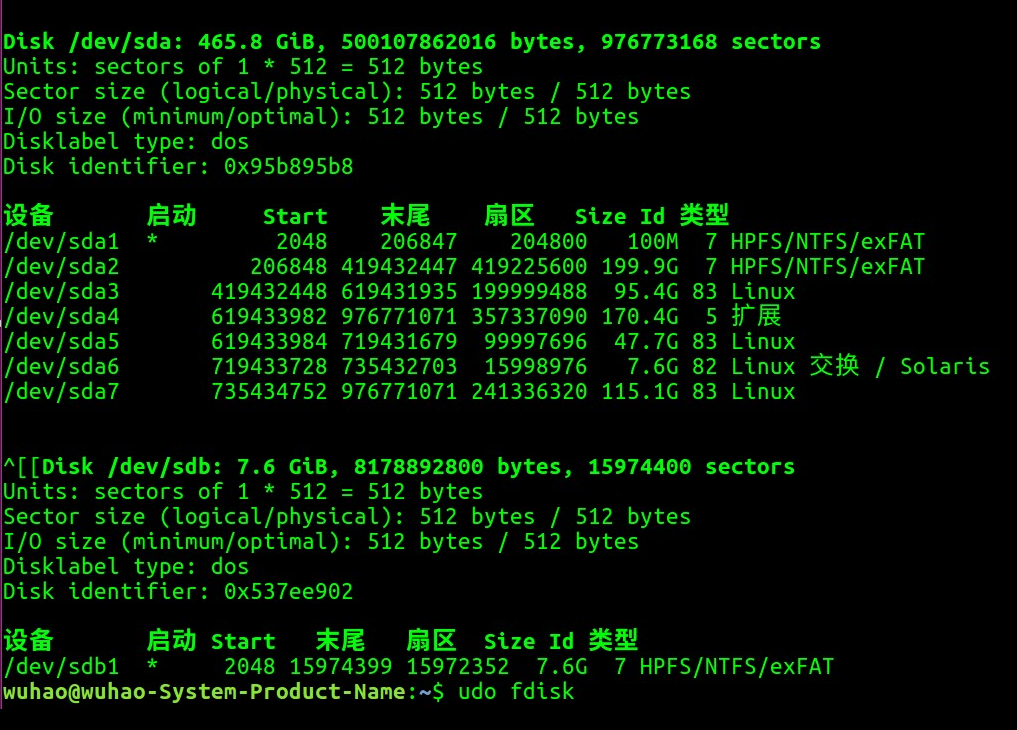 Disk /dev/sda: 465.8 GiB, 500107862016 bytes, 976773168 sectors
Units: sectors of 1 * 512 = 512 bytes
Sector size (logical/physical): 512 bytes / 512 bytes
I/O size (minimum/optimal): 512 bytes / 512 bytes
Disklabel type: dos
Disk identifier: 0x95b895b8
设备 启动 Start 末尾 扇区 Size Id 类型
/dev/sda1 * 2048 206847 204800 100M 7 HPFS/NTFS/exFAT
/dev/sda2 206848 419432447 419225600 199.9G 7 HPFS/NTFS/exFAT
/dev/sda3 419432448 619431935 199999488 95.4G 83 Linux
/dev/sda4 619433982 976771071 357337090 170.4G 5 扩展
/dev/sda5 619433984 719431679 99997696 47.7G 83 Linux
/dev/sda6 719433728 735432703 15998976 7.6G 82 Linux 交换 / Solaris
/dev/sda7 735434752 976771071 241336320 115.1G 83 Linux
^[[Disk /dev/sdb: 7.6 GiB, 8178892800 bytes, 15974400 sectors
Units: sectors of 1 * 512 = 512 bytes
Sector size (logical/physical): 512 bytes / 512 bytes
I/O size (minimum/optimal): 512 bytes / 512 bytes
Disklabel type: dos
Disk identifier: 0x537ee902
设备 启动 Start 末尾 扇区 Size Id 类型
/dev/sdb1 * 2048 15974399 15972352 7.6G 7 HPFS/NTFS/exFAT
wuhao@wuhao-System-Product-Name:~$ udo fdisk